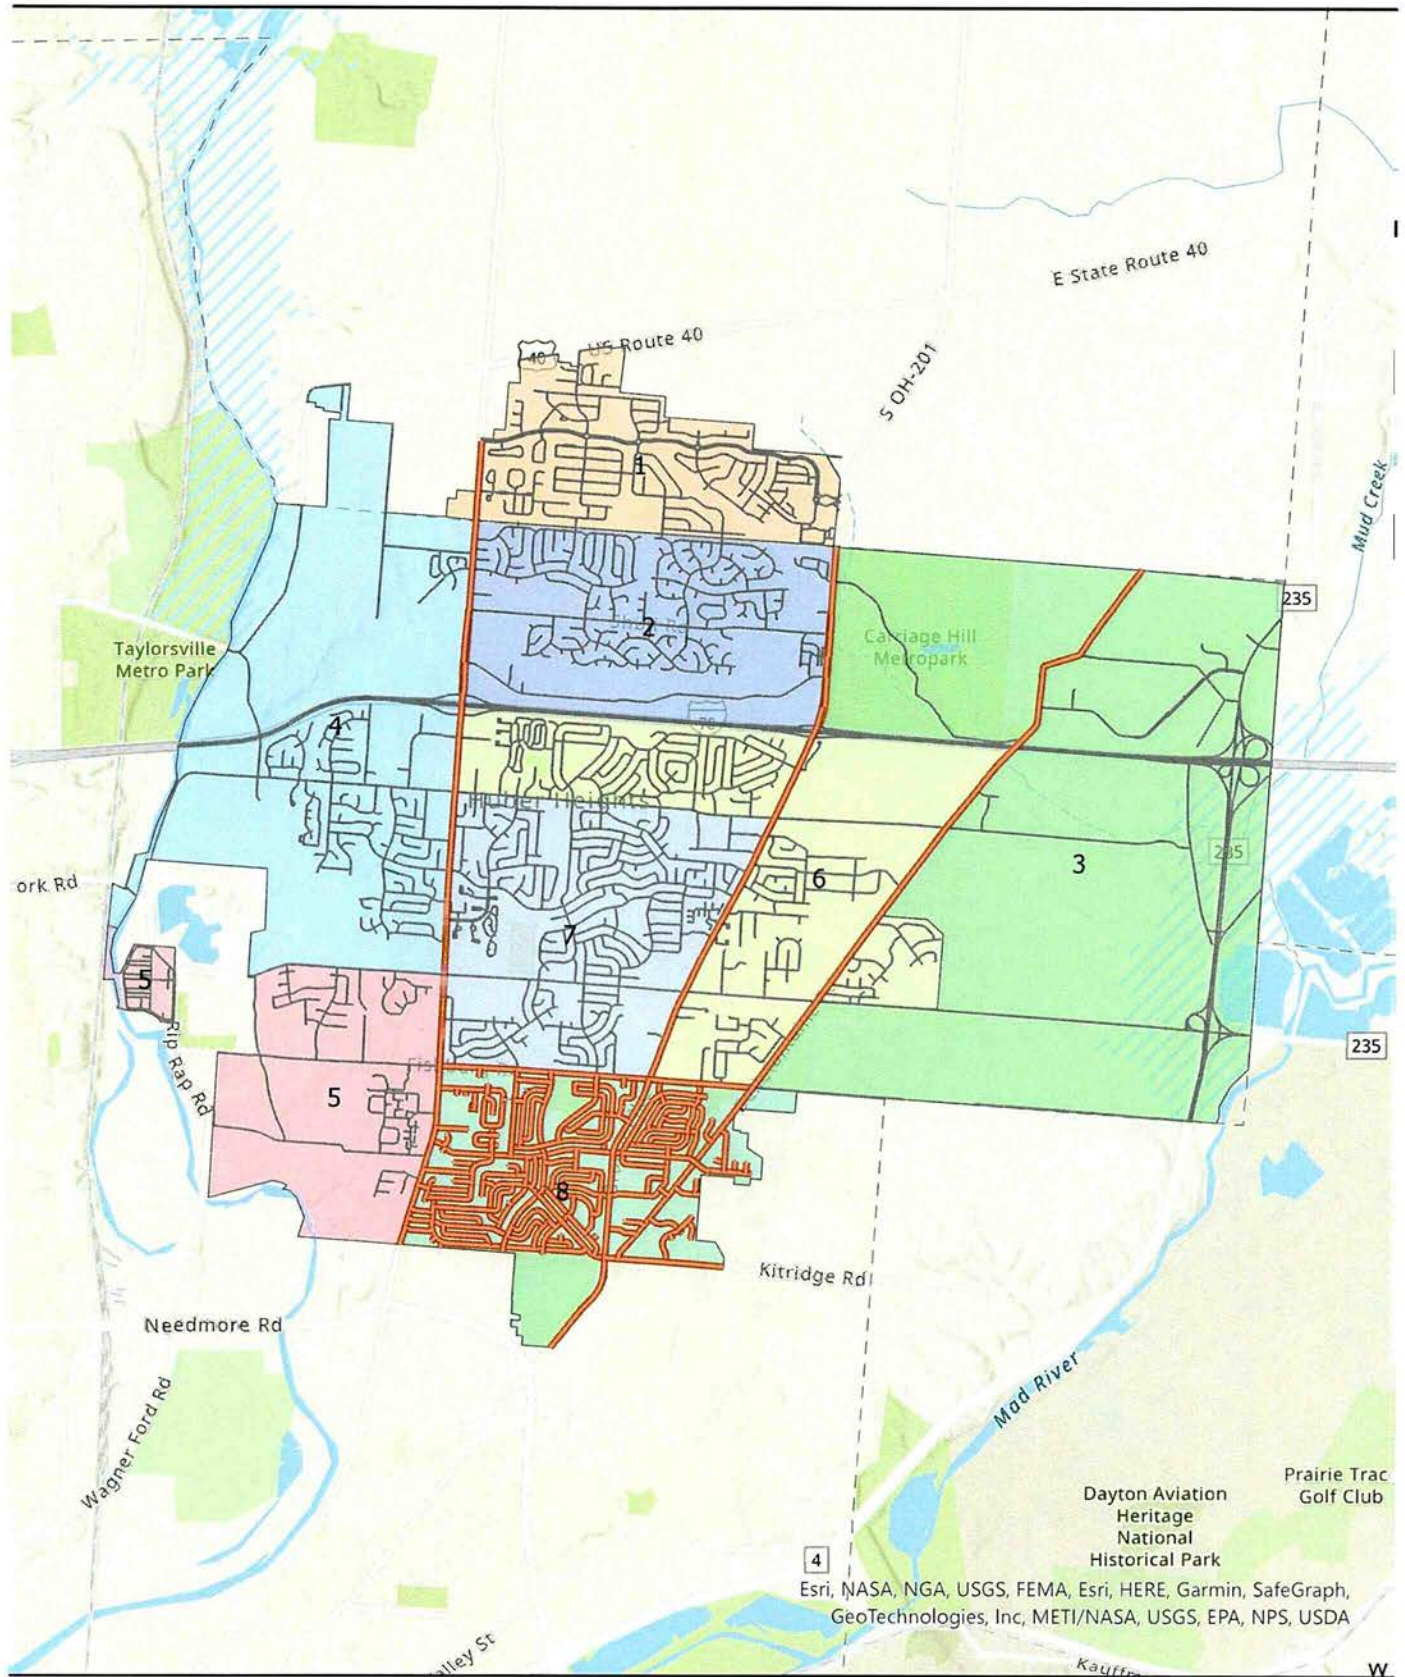 E State Route 40
US Route 40
40
S OH-201
1
Mud Creek
235
2
Carriage Hill
Metropark
Taylorsville
Metro Park
70
4
Huber Heights
235
3
6
ork Rd
7
5
Rip Rap Rd
235
5
8
Kitridge Rd
Needmore Rd
Wagner Ford Rd
Mad River
Prairie Trac
Golf Club
Dayton Aviation
Heritage
National
Historical Park
4
Esri, NASA, NGA, USGS, FEMA, Esri, HERE, Garmin, SafeGraph,
GeoTechnologies, Inc, METI/NASA, USGS, EPA, NPS, USDA
alley St
W